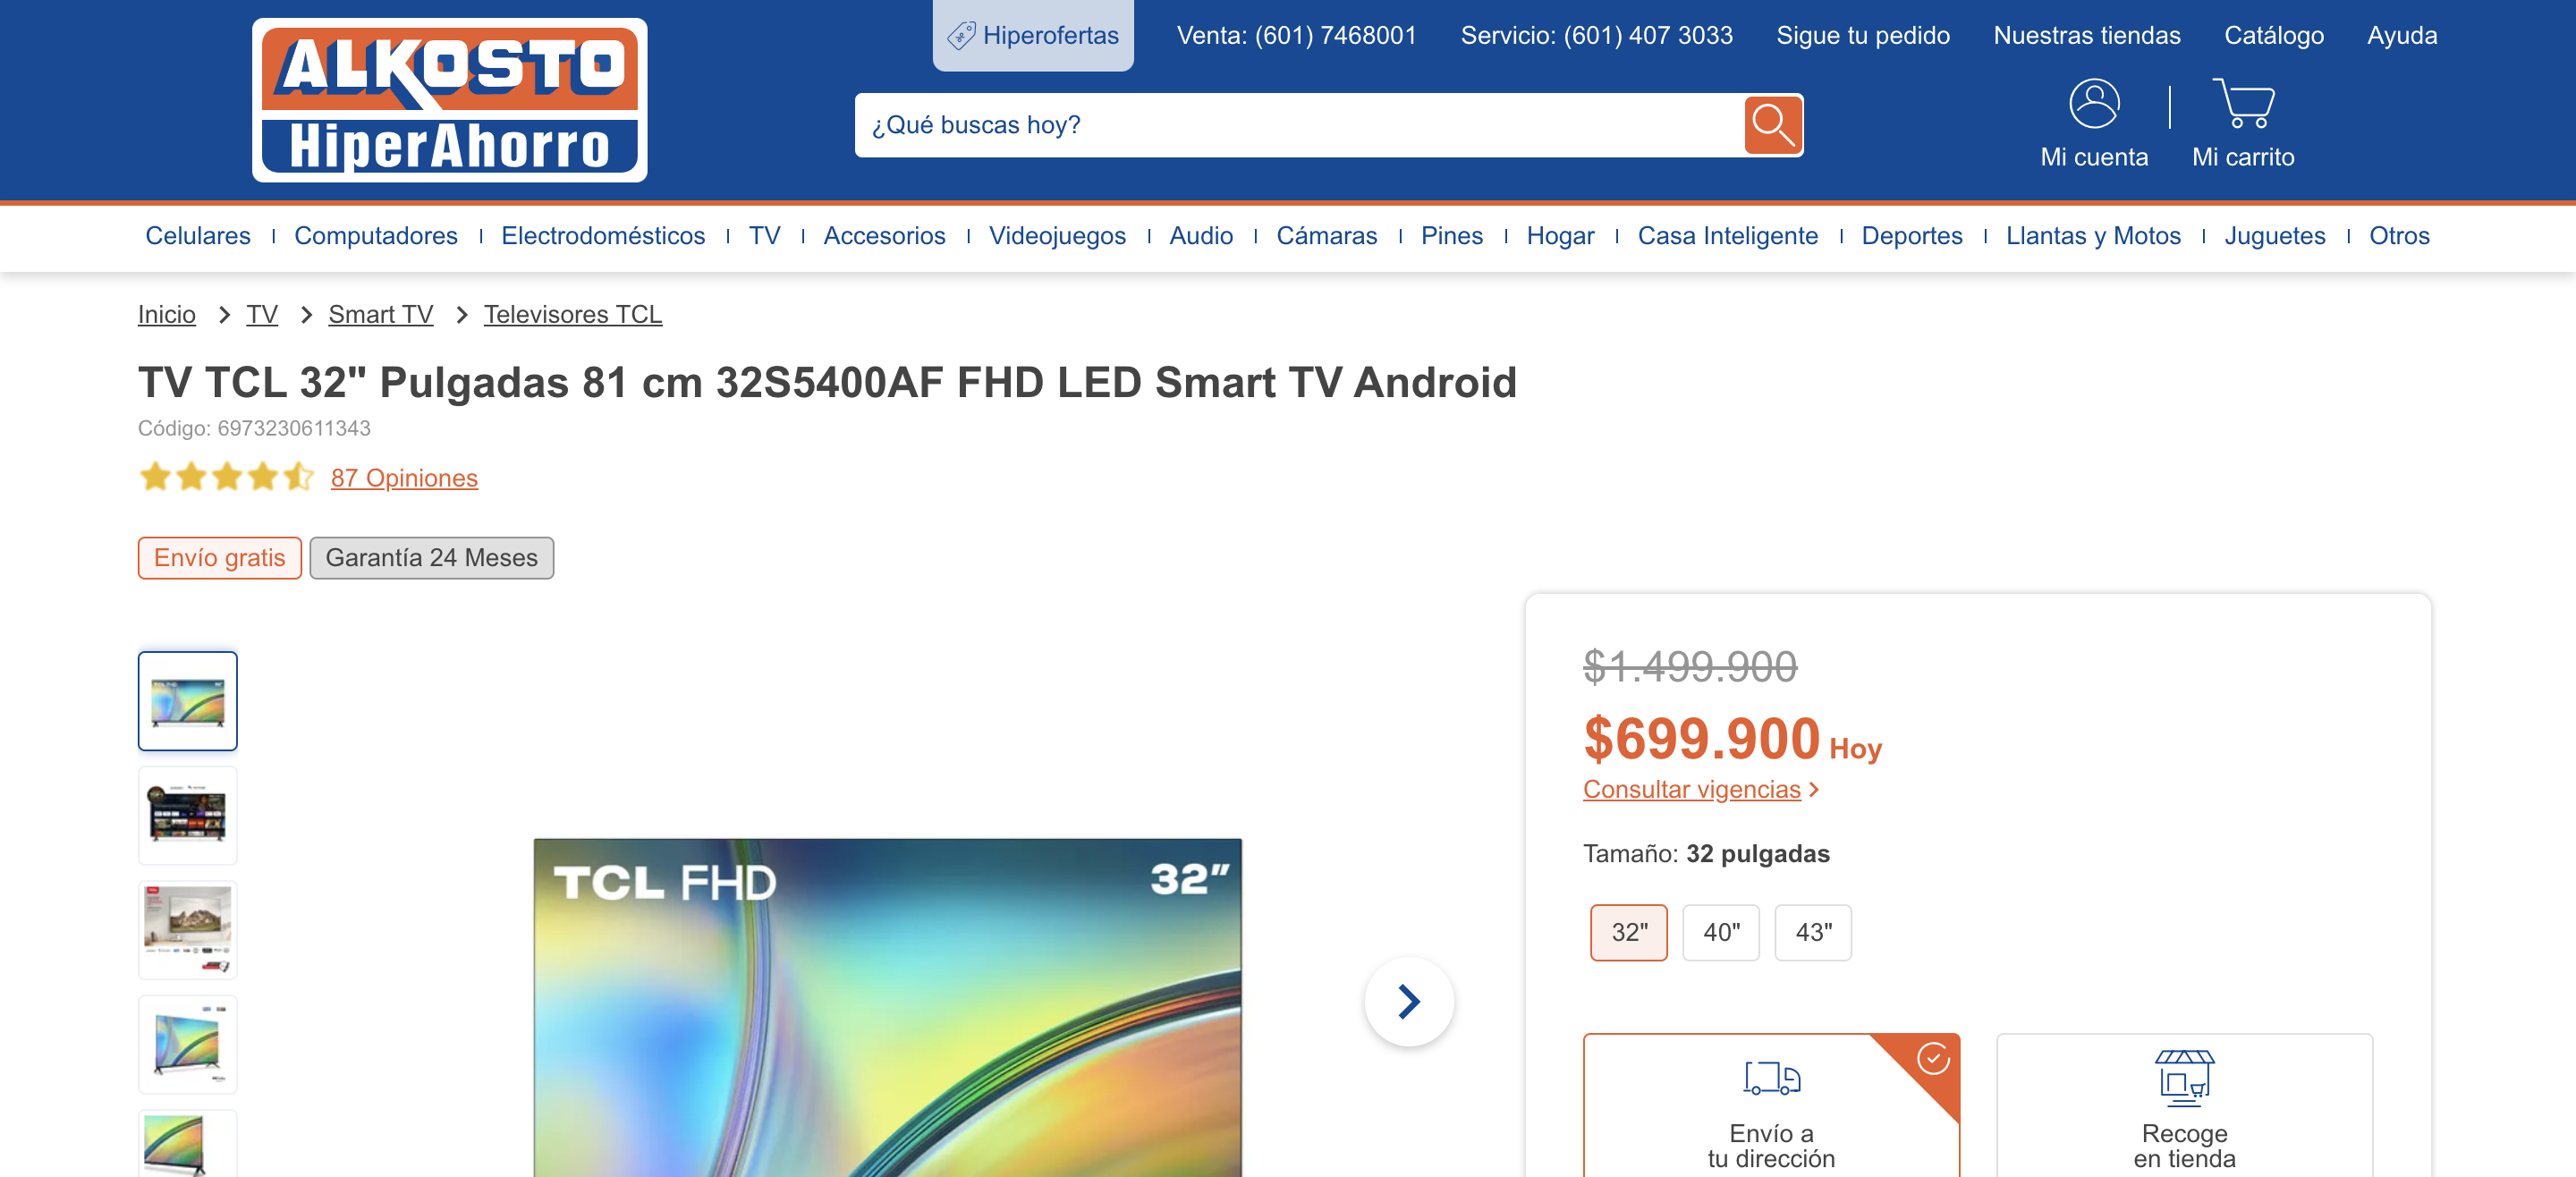 ALKOSTO
HiperAhorro
Hiperofertas
Venta: (601) 7468001
Servicio: (601) 407 3033
Sigue tu pedido
Nuestras tiendas
Catálogo
Ayuda
¿Qué buscas hoy?
Mi cuenta
Mi carrito
Celulares
Computadores
Electrodomésticos
TV
Accesorios
Videojuegos
Audio
Cámaras
Pines
Hogar
Casa Inteligente
Deportes
Llantas y Motos
Juguetes
Otros
Inicio > TV > Smart TV > Televisores TCL
TV TCL 32" Pulgadas 81 cm 32S5400AF FHD LED Smart TV Android
Código: 6973230611343
87 Opiniones
Envío gratis
Garantía 24 Meses
TCL FHD
32"
$1.499.900
$699.900 Hoy
Consultar vigencias >
Tamaño: 32 pulgadas
32"
40"
43"
Envío a
tu dirección
Recoge
en tienda